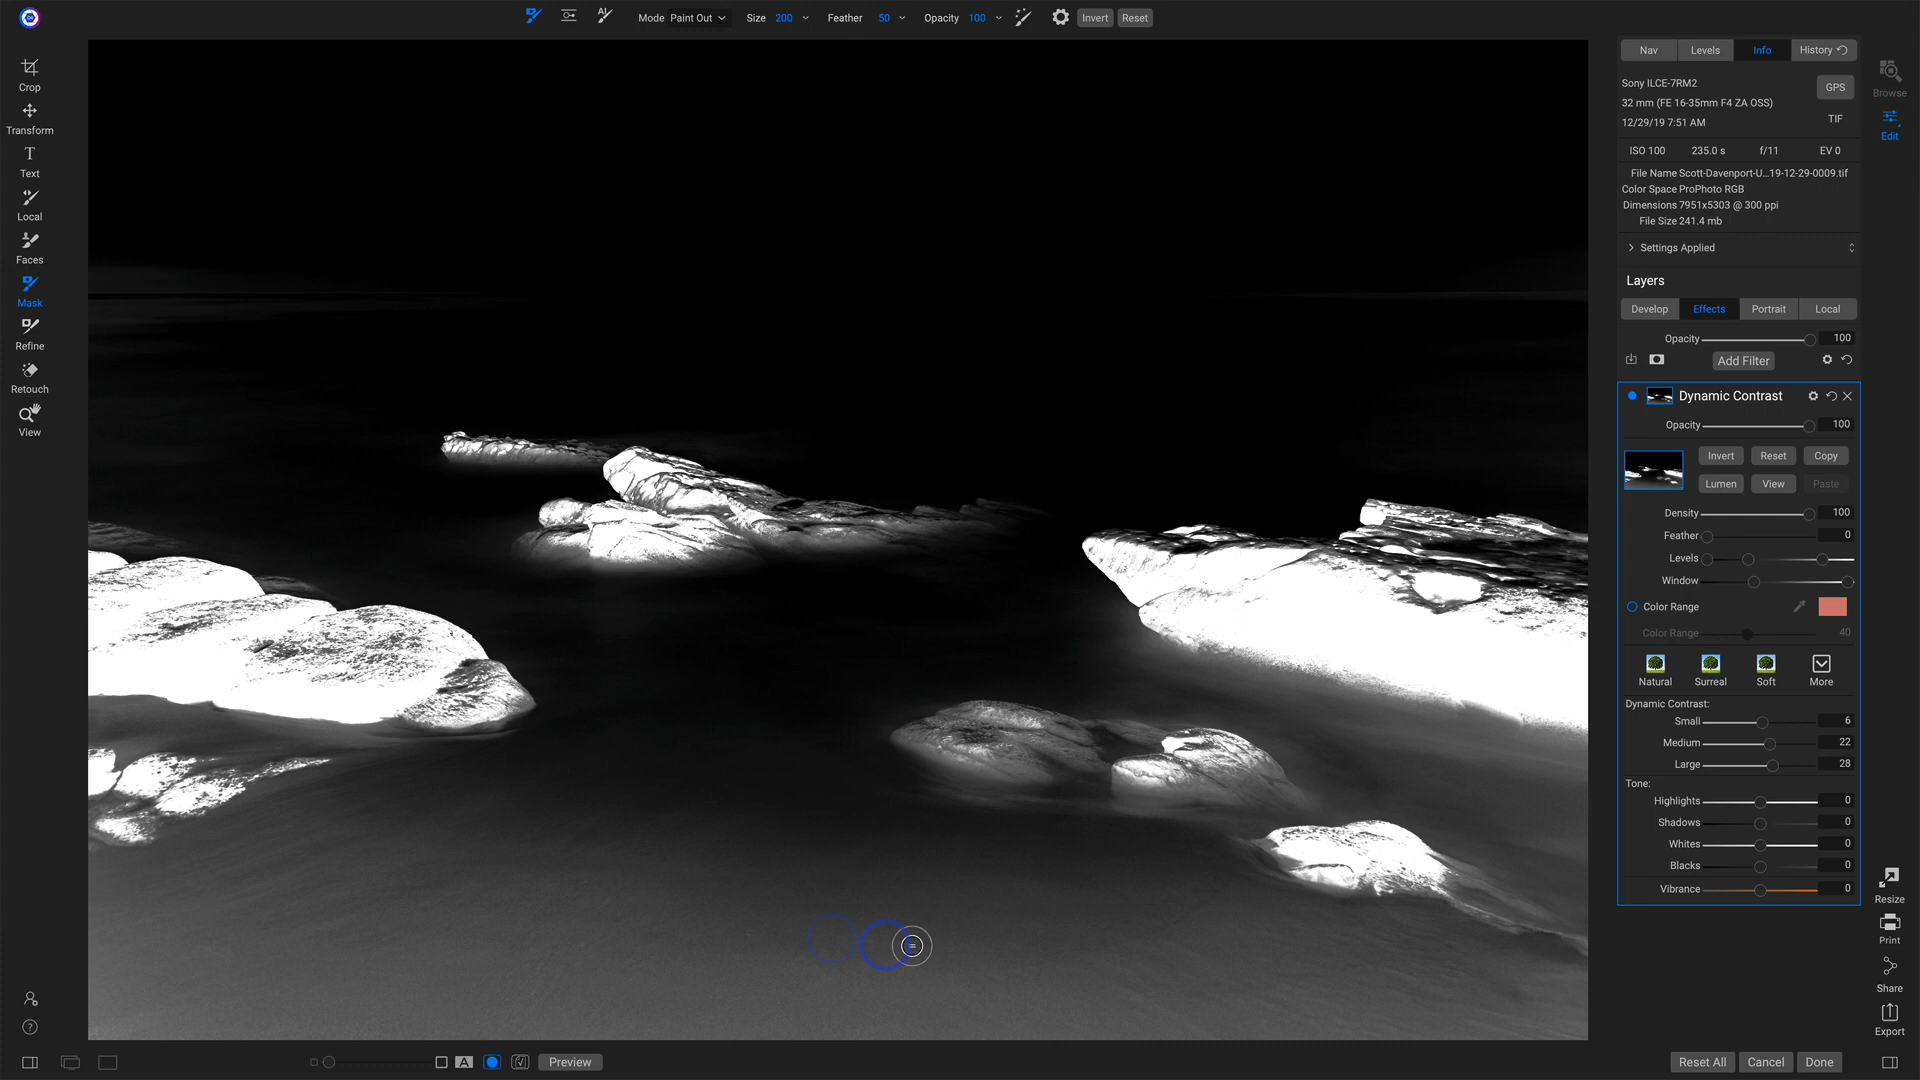 Mode Paint Out Size 200 Feather 50 Opacity 100 Invert Reset
Crop
Transform
T
Text
Local
Faces
Mask
Refine
Retouch
View
AI
Nav Levels Info History
Sony ILCE-7RM2
GPS
32 mm (FE 16-35mm F4 ZA OSS)
12/29/19 7:51 AM
TIF
ISO 100 235.0 s f/11 EV 0
File Name Scott-Davenport-U...19-12-29-0009.tif
Color Space ProPhoto RGB
Dimensions 7951x5303 @ 300 ppi
File Size 241.4 mb
Settings Applied
Layers
Develop Effects Portrait Local
Opacity 100
Add Filter
Dynamic Contrast
Opacity 100
Invert Reset Copy
Lumen View Paste
Density 100
Feather 0
Levels
Window
Color Range
Color Range 40
Natural Surreal Soft More
Dynamic Contrast:
Small 6
Medium 22
Large 28
Tone:
Highlights 0
Shadows 0
Whites 0
Blacks 0
Vibrance 0
Browse
Edit
Resize
Print
Share
Export
?
A
Preview
Reset All Cancel Done